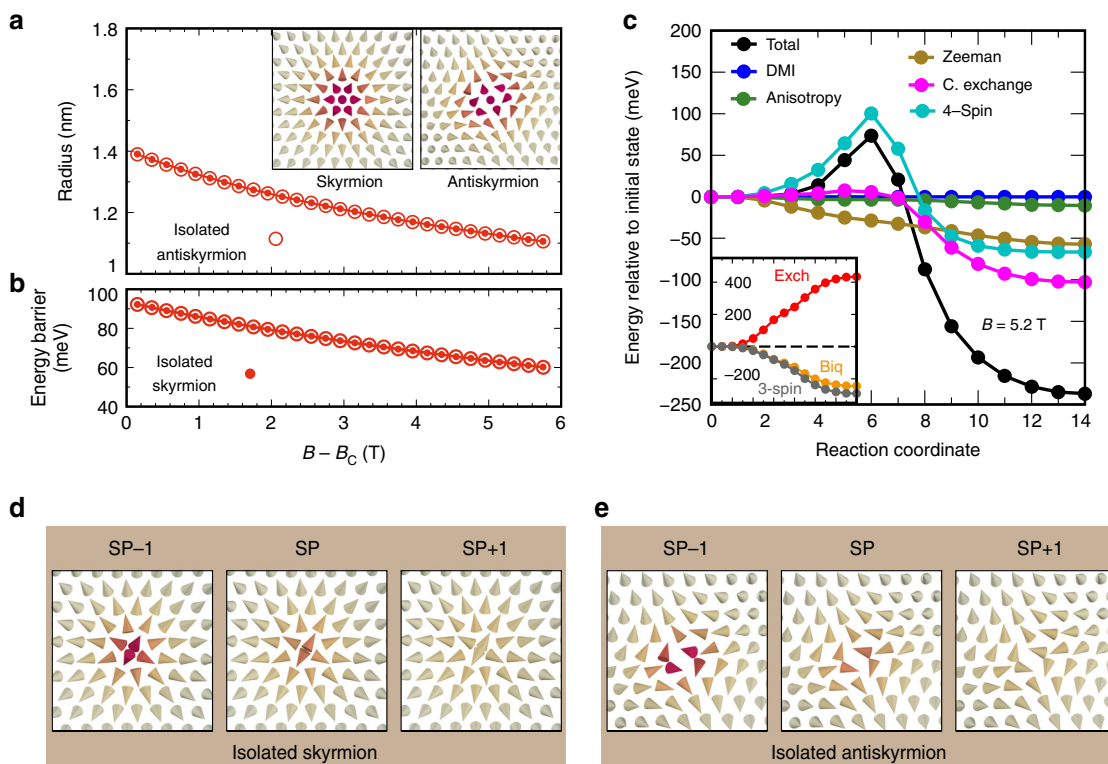 a
Radius (nm)
1.8
1.6
1.4
1.2
1
Skyrmion
Antiskyrmion
Isolated
antiskyrmion
b
Energy barrier
(meV)
100
80
60
40
Isolated
skyrmion
0 1 2 3 4 5 6
B – BC (T)
c
Energy relative to initial state (meV)
200
150
100
50
0
−50
−100
−150
−200
−250
Total
DMI
Anisotropy
Zeeman
C. exchange
4–Spin
Exch
400
200
0
−200
Biq
3-spin
B = 5.2 T
0 2 4 6 8 10 12 14
Reaction coordinate
d
SP−1 SP SP+1
Isolated skyrmion
e
SP−1 SP SP+1
Isolated antiskyrmion